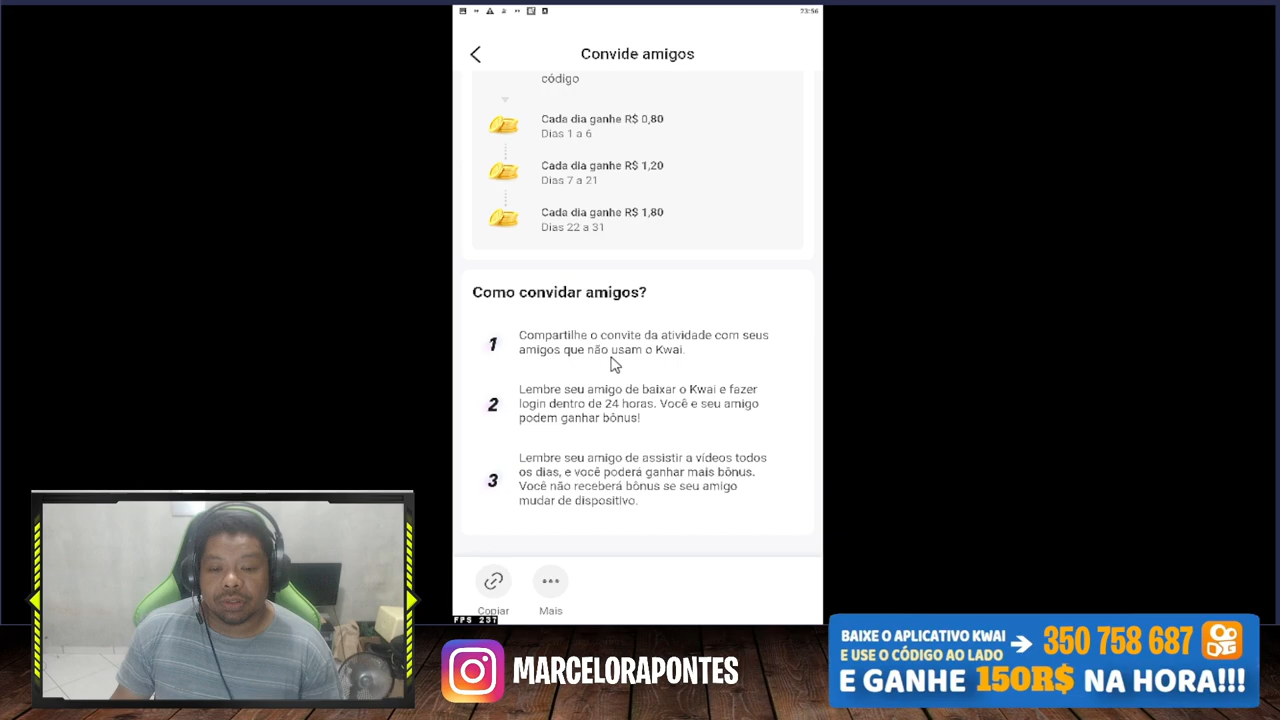 23:56
Convide amigos
código
Cada dia ganhe R$ 0,80
Dias 1 a 6
Cada dia ganhe R$ 1,20
Dias 7 a 21
Cada dia ganhe R$ 1,80
Dias 22 a 31
Como convidar amigos?
1
Compartilhe o convite da atividade com seus
amigos que não usam o Kwai.
2
Lembre seu amigo de baixar o Kwai e fazer
login dentro de 24 horas. Você e seu amigo
podem ganhar bônus!
3
Lembre seu amigo de assistir a vídeos todos
os dias, e você poderá ganhar mais bônus.
Você não receberá bônus se seu amigo
mudar de dispositivo.
Copiar
Mais
FPS 237
MARCELORAPONTES
BAIXE O APLICATIVO KWAI
E USE O CÓDIGO AO LADO
350 758 687
E GANHE 150R$ NA HORA!!!